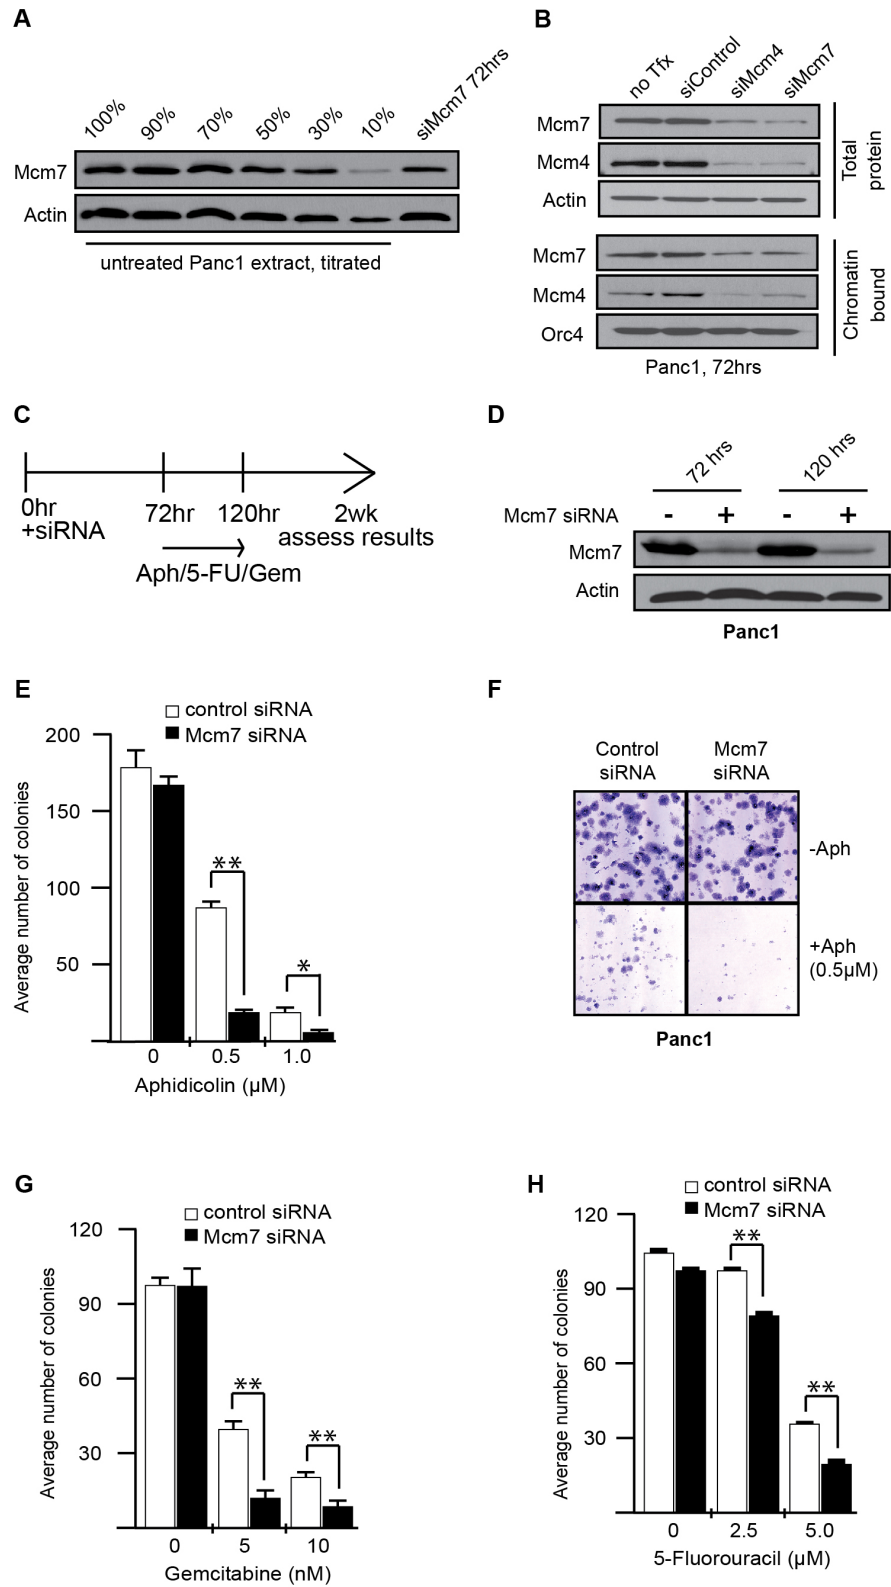 A
100% 90% 70% 50% 30% 10% siMcm7 72hrs
Mcm7
Actin
untreated Panc1 extract, titrated
B
no Tfx siControl siMcm4 siMcm7
Mcm7
Mcm4
Actin
Total
protein
Mcm7
Mcm4
Orc4
Chromatin
bound
Panc1, 72hrs
C
0hr 72hr 120hr 2wk
+siRNA assess results
Aph/5-FU/Gem
D
72 hrs 120 hrs
Mcm7 siRNA - + - +
Mcm7
Actin
Panc1
E
control siRNA
Mcm7 siRNA
Average number of colonies
200
150
100
50
**
*
0 0.5 1.0
Aphidicolin (µM)
F
Control Mcm7
siRNA siRNA
-Aph
+Aph
(0.5µM)
Panc1
G
control siRNA
Mcm7 siRNA
Average number of colonies
120
90
60
30
**
**
0 5 10
Gemcitabine (nM)
H
control siRNA
Mcm7 siRNA
Average number of colonies
120
90
60
30
**
**
0 2.5 5.0
5-Fluorouracil (µM)